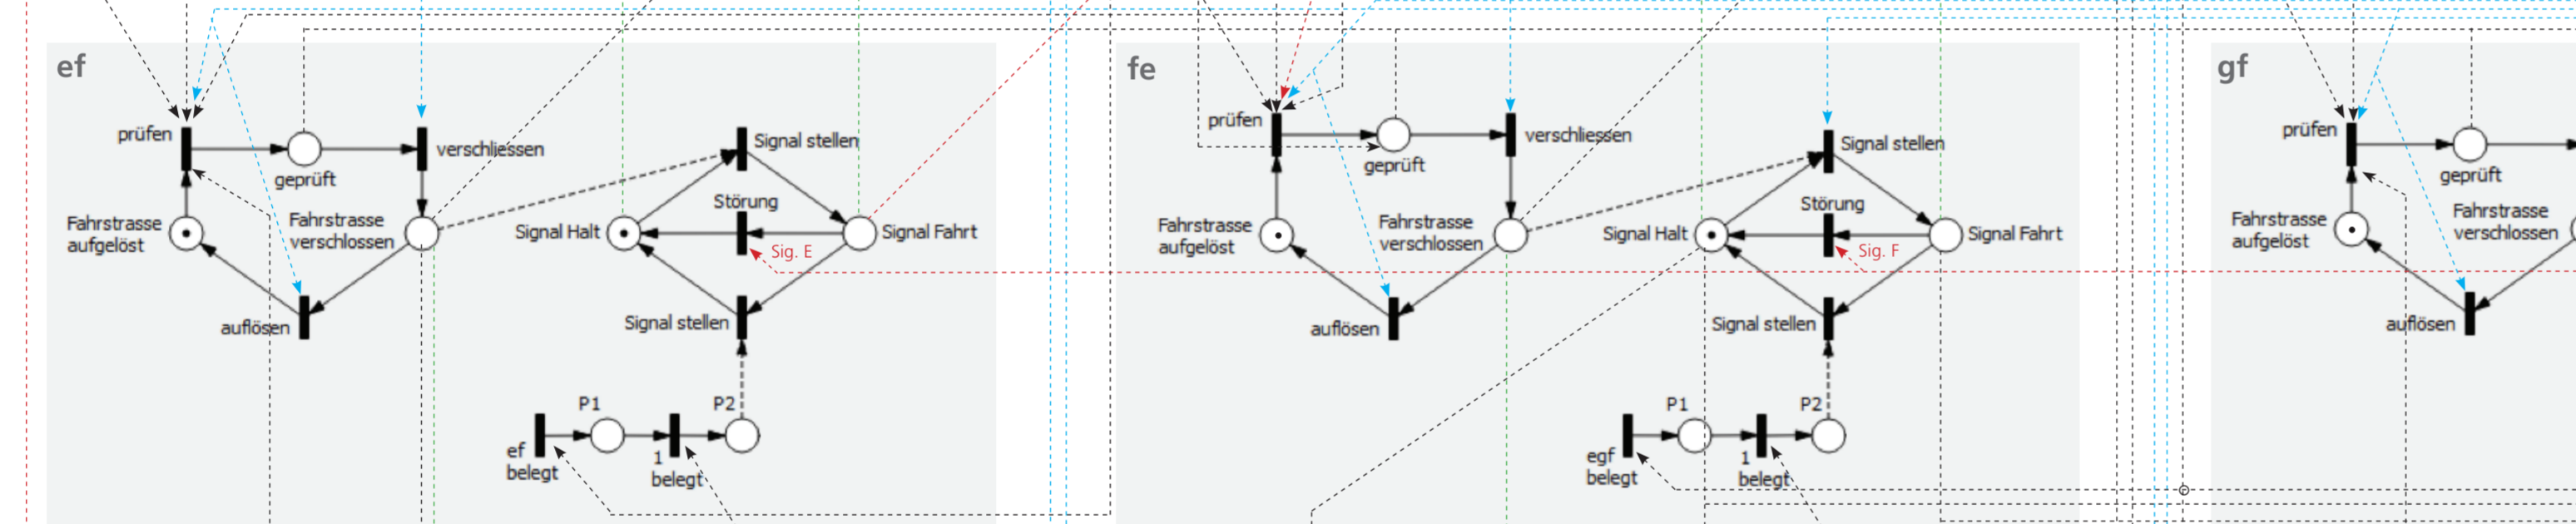 ef
prüfen
geprüft
verschliessen
Fahrstrasse
aufgelöst
Fahrstrasse
verschlossen
auflösen
Signal stellen
Störung
Signal Halt
Signal Fahrt
Sig. E
Signal stellen
P1
P2
ef
belegt
1
belegt
fe
prüfen
geprüft
verschliessen
Fahrstrasse
aufgelöst
Fahrstrasse
verschlossen
auflösen
Signal stellen
Störung
Signal Halt
Signal Fahrt
Sig. F
Signal stellen
P1
P2
egf
belegt
1
belegt
gf
prüfen
geprüft
Fahrstrasse
aufgelöst
Fahrstrasse
verschlossen
auflösen